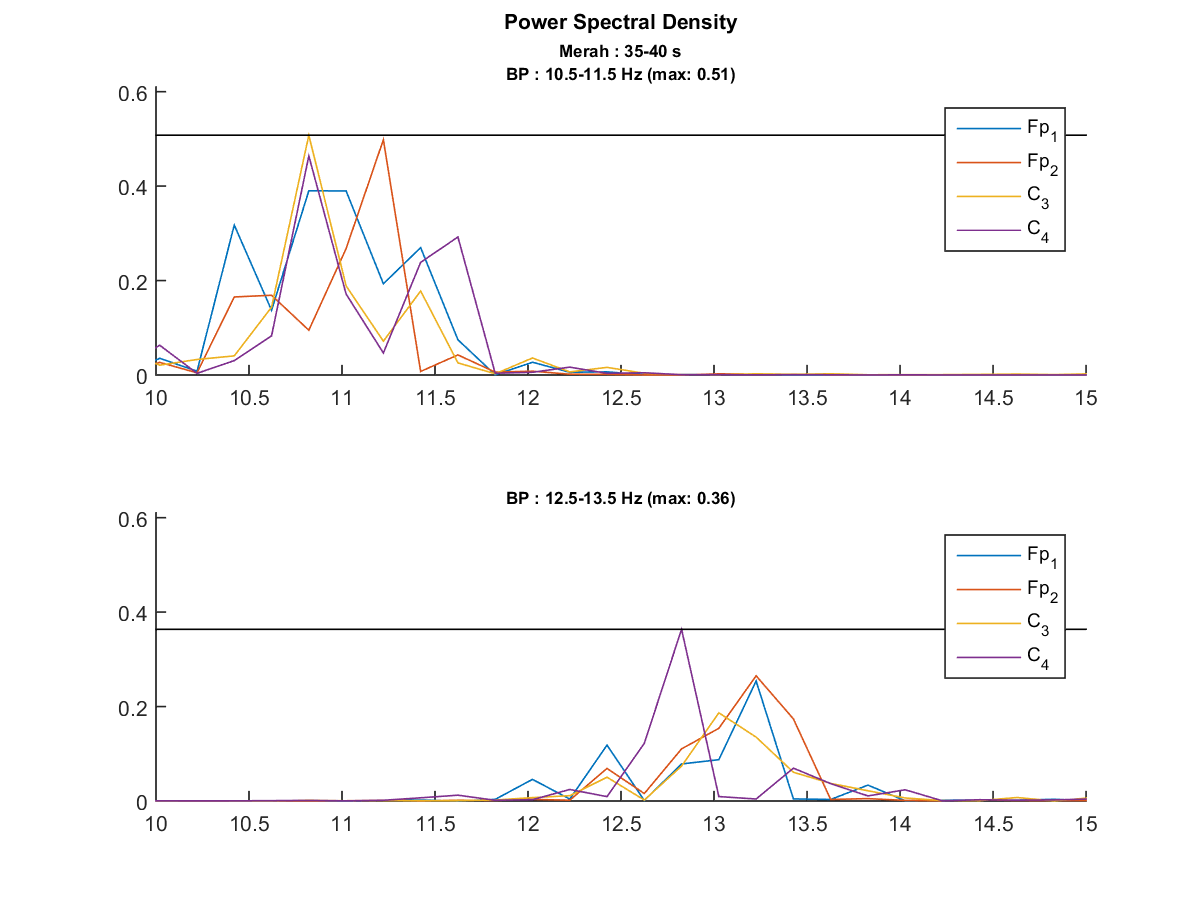 Power Spectral Density
Merah : 35-40 s
BP : 10.5-11.5 Hz (max: 0.51)
0.6
0.4
0.2
0
10 10.5 11 11.5 12 12.5 13 13.5 14 14.5 15
Fp1
Fp2
C3
C4
BP : 12.5-13.5 Hz (max: 0.36)
0.6
0.4
0.2
0
10 10.5 11 11.5 12 12.5 13 13.5 14 14.5 15
Fp1
Fp2
C3
C4